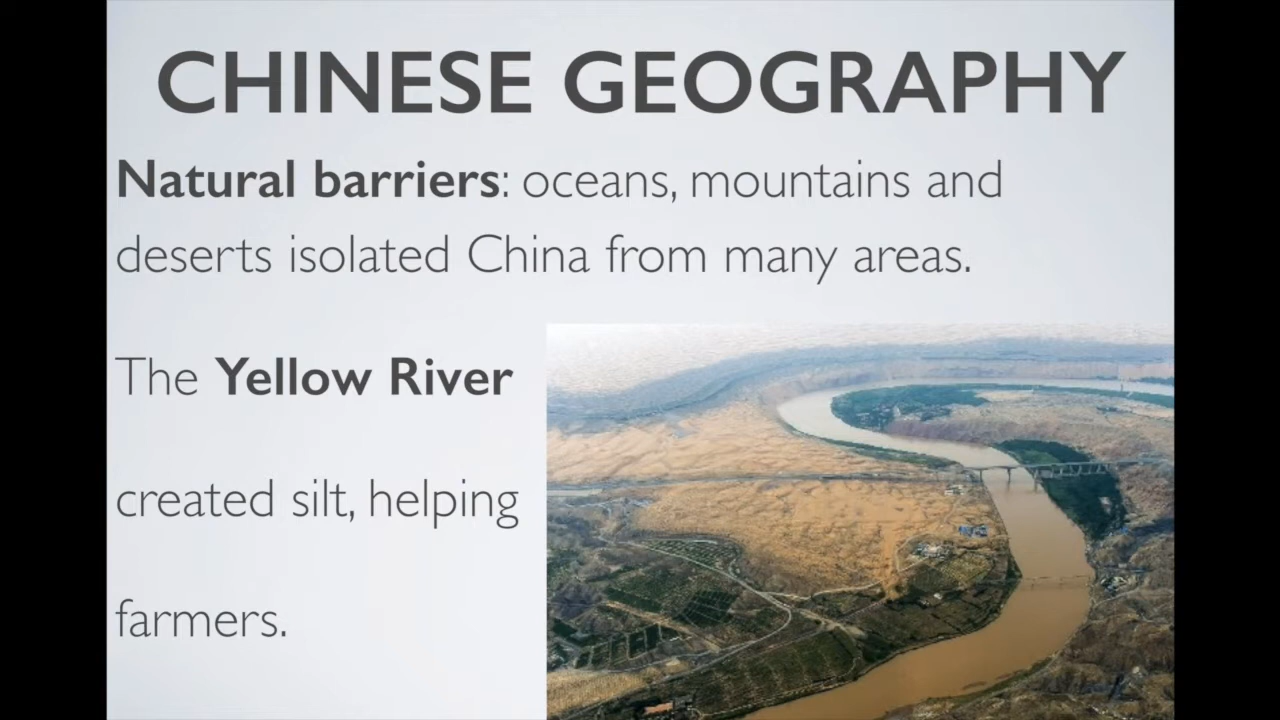 CHINESE GEOGRAPHY
Natural barriers: oceans, mountains and
deserts isolated China from many areas.
The Yellow River
created silt, helping
farmers.